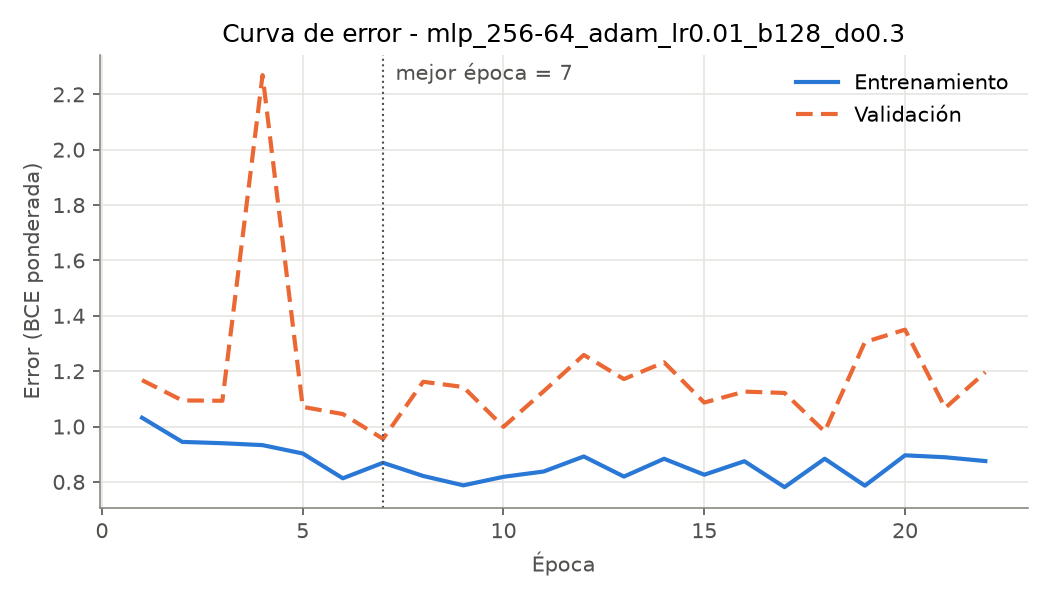 Curva de error - mlp_256-64_adam_lr0.01_b128_do0.3
mejor época = 7
Entrenamiento
Validación
Error (BCE ponderada)
2.2
2.0
1.8
1.6
1.4
1.2
1.0
0.8
0
5
10
15
20
Época